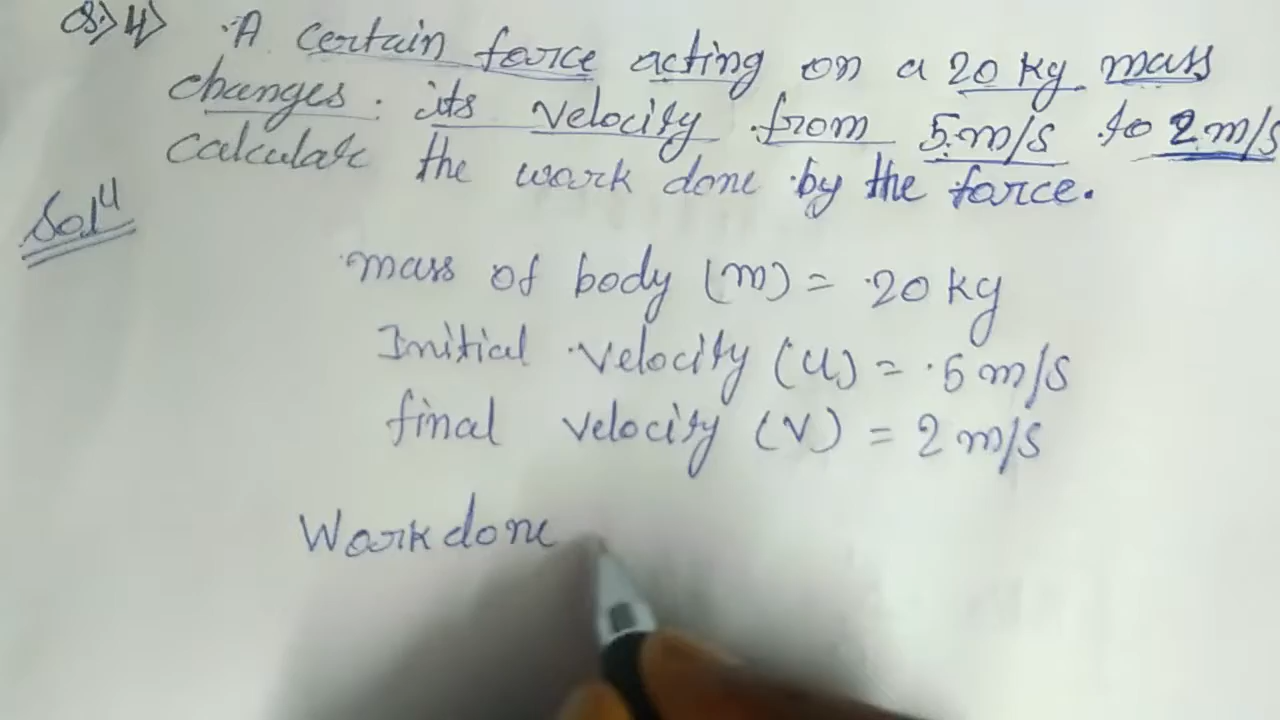 Q.) 4) A certain force acting on a 20 kg mass
changes its velocity from 5 m/s to 2 m/s
calculate the work done by the force.
Solⁿ
mass of body (m) = 20 kg
Initial velocity (u) = 5 m/s
final velocity (v) = 2 m/s
Work done